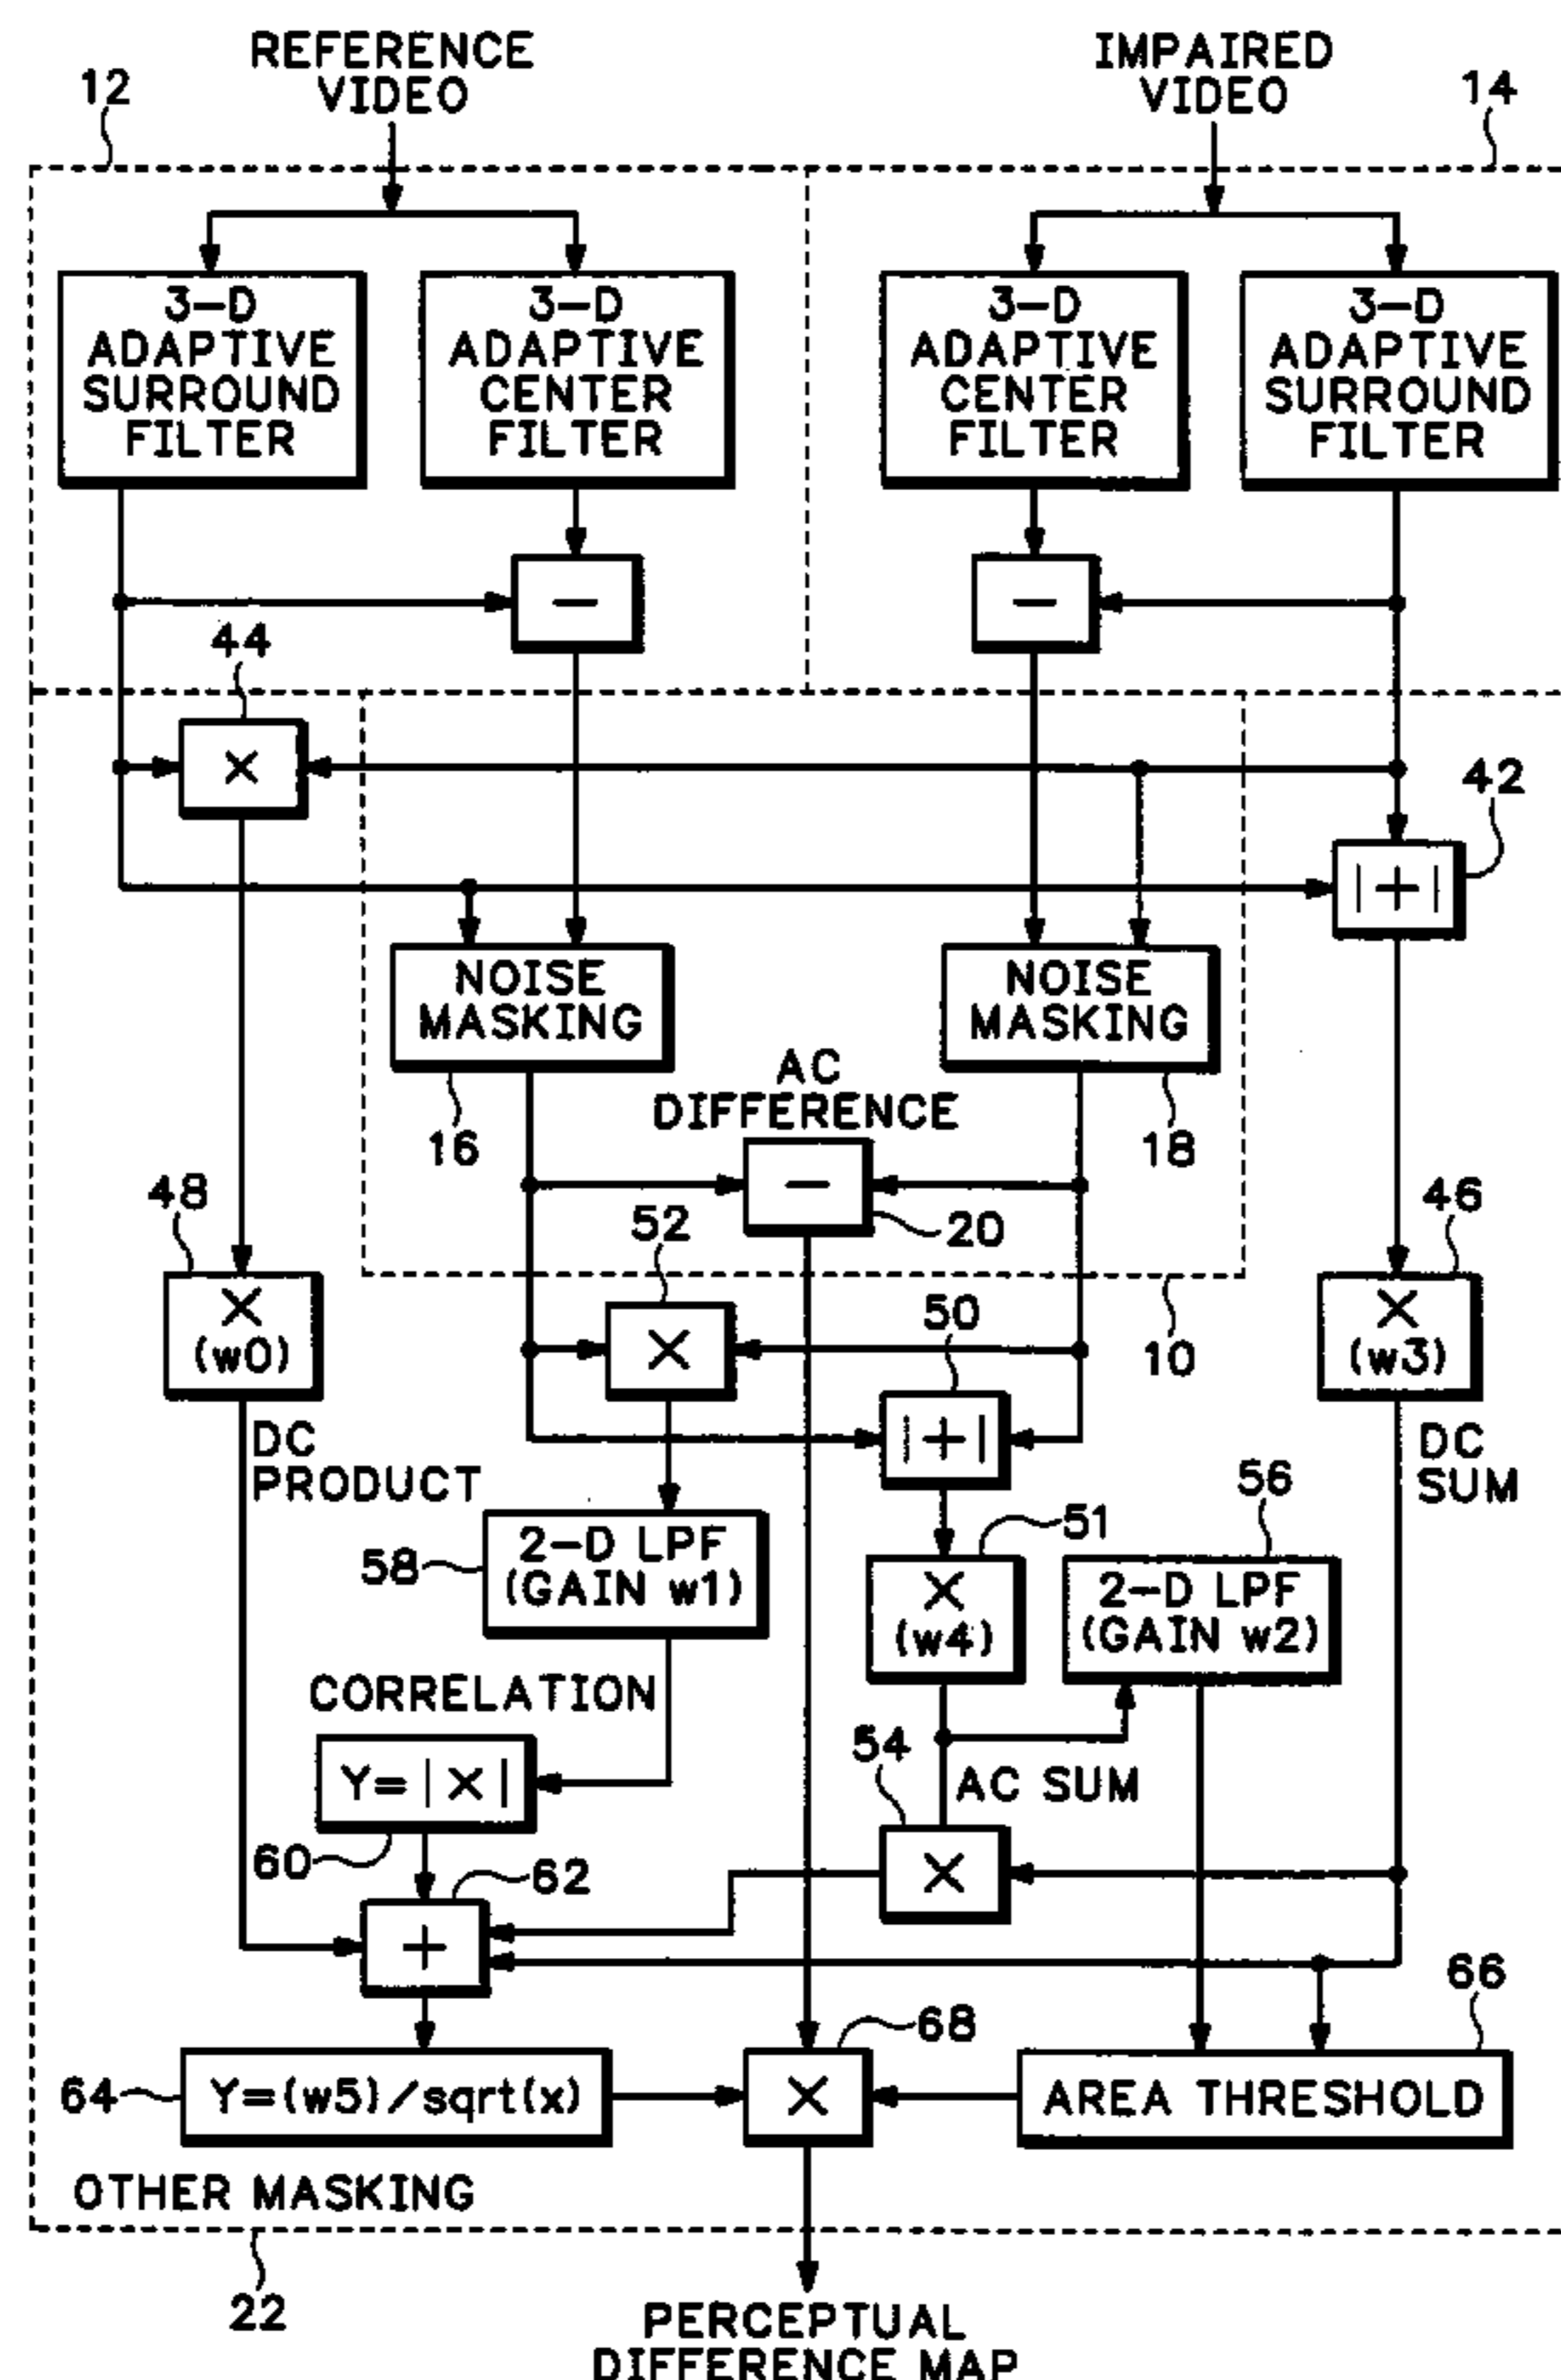 REFERENCE
VIDEO
IMPAIRED
VIDEO
12
14
3-D
ADAPTIVE
SURROUND
FILTER
3-D
ADAPTIVE
CENTER
FILTER
3-D
ADAPTIVE
CENTER
FILTER
3-D
ADAPTIVE
SURROUND
FILTER
−
−
44
×
42
|+|
NOISE
MASKING
NOISE
MASKING
16
18
AC
DIFFERENCE
−
20
48
×
(w0)
52
×
50
|+|
10
46
×
(w3)
DC
PRODUCT
DC
SUM
58
2-D LPF
(GAIN w1)
51
×
(w4)
56
2-D LPF
(GAIN w2)
CORRELATION
Y=|×|
60
54
AC SUM
×
62
+
66
68
64
Y=(w5)/sqrt(x)
×
AREA THRESHOLD
OTHER MASKING
22
PERCEPTUAL
DIFFERENCE MAP